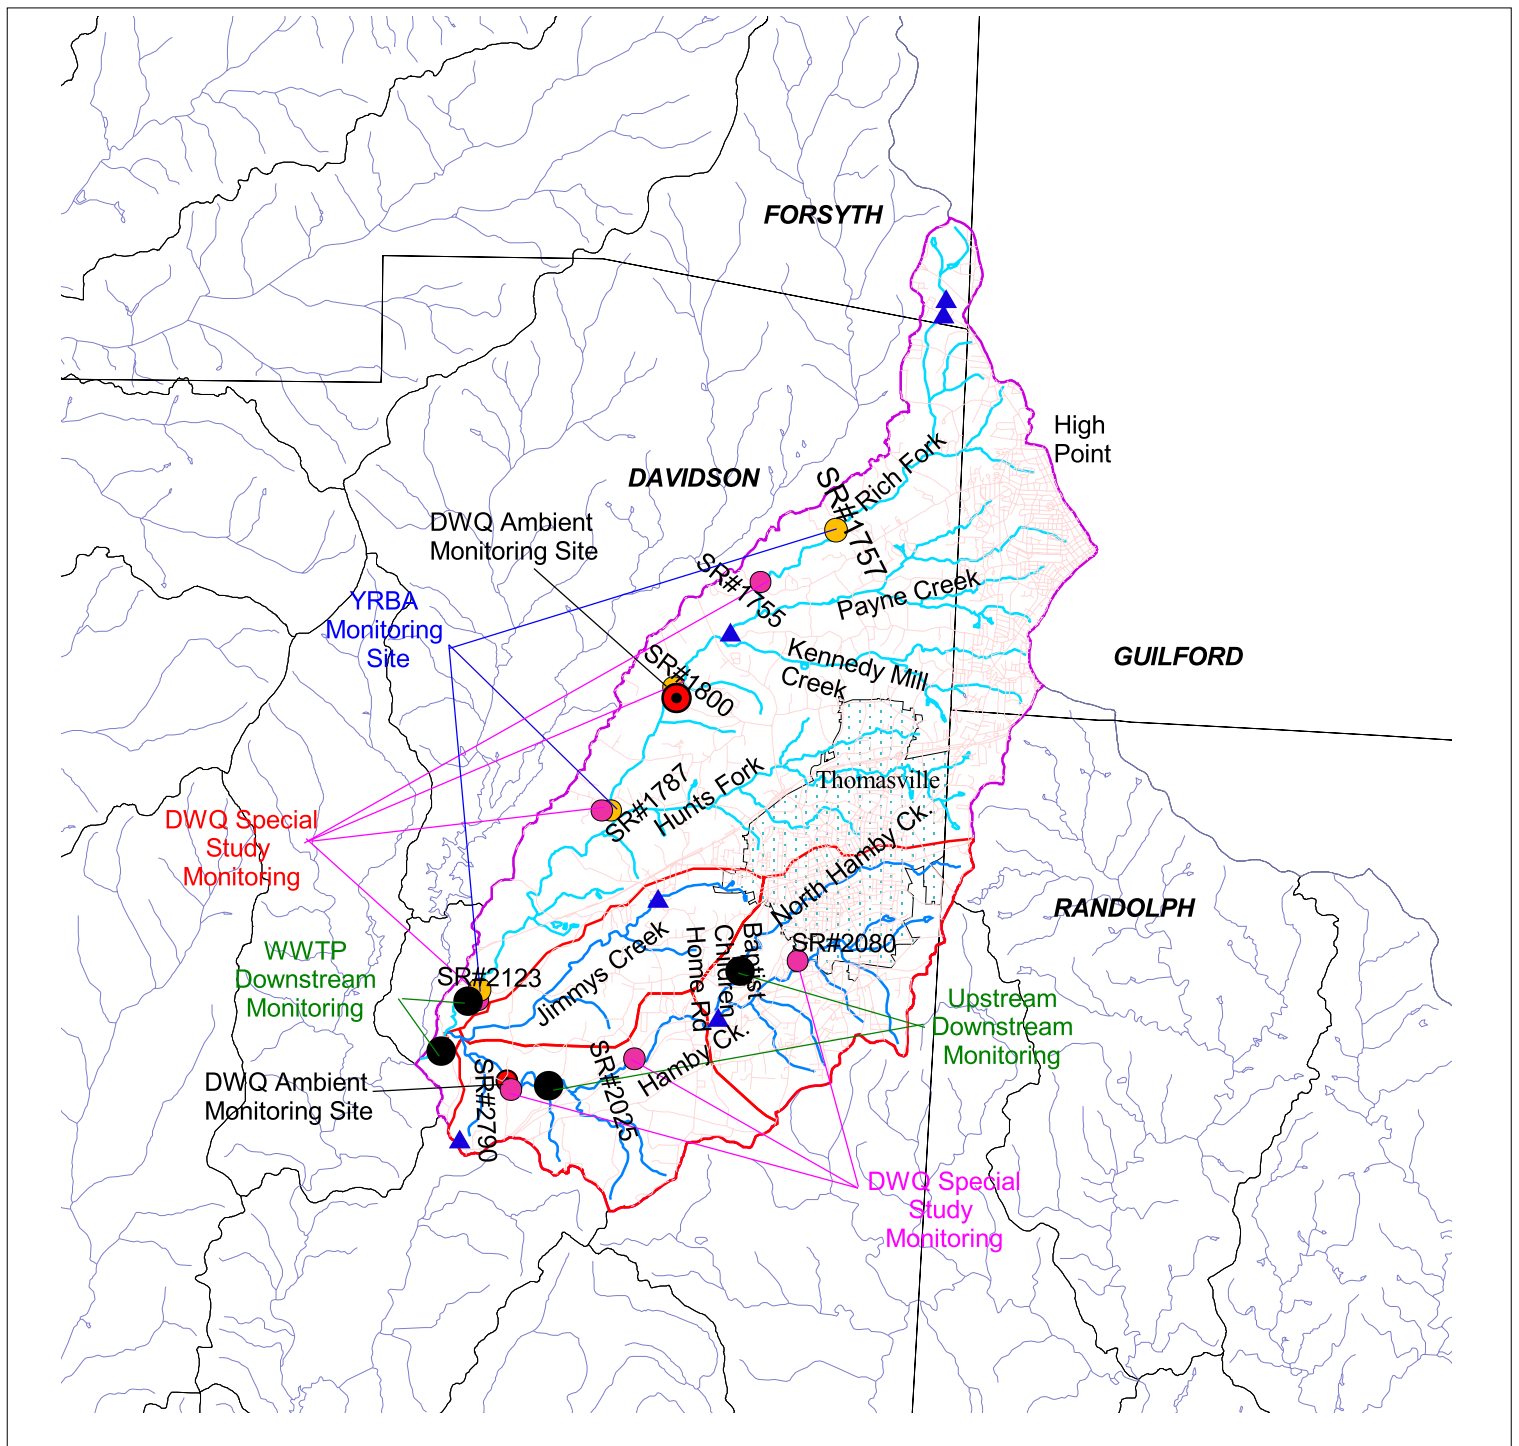 FORSYTH
High
Point
Rich Fork
DAVIDSON
SR#1757
DWQ Ambient
Monitoring Site
SR#1755
Payne Creek
YRBA
Monitoring
Site
Kennedy Mill
Creek
GUILFORD
SR#1800
Thomasville
SR#1787
Hunts Fork
DWQ Special
Study
Monitoring
North Hamby Ck.
RANDOLPH
WWTP
Downstream
Monitoring
SR#2123
Jimmys Creek
Baptist
Children
Home Rd
SR#2080
Upstream
Downstream
Monitoring
DWQ Ambient
Monitoring Site
SR#2790
SR#2025
Hamby Ck.
DWQ Special
Study
Monitoring